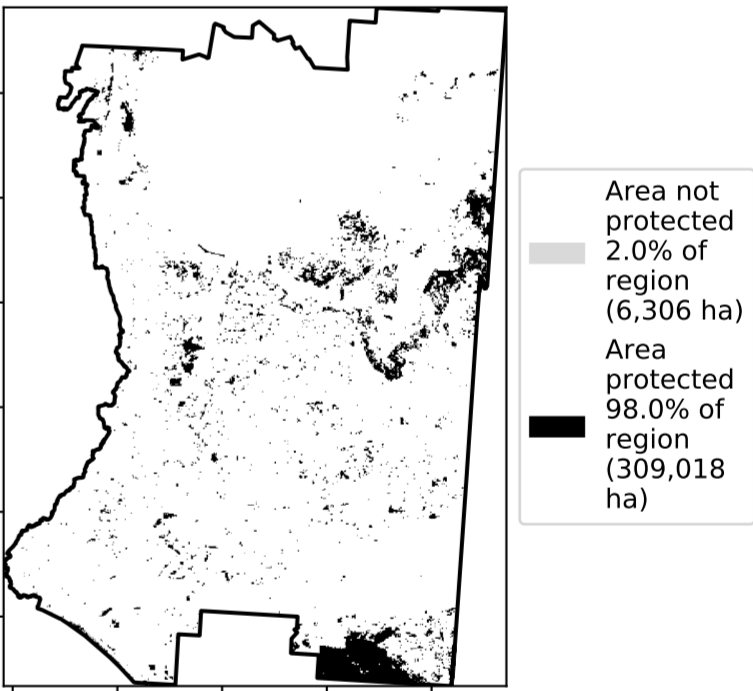 Area not
protected
2.0% of
region
(6,306 ha)
Area
protected
98.0% of
region
(309,018
ha)